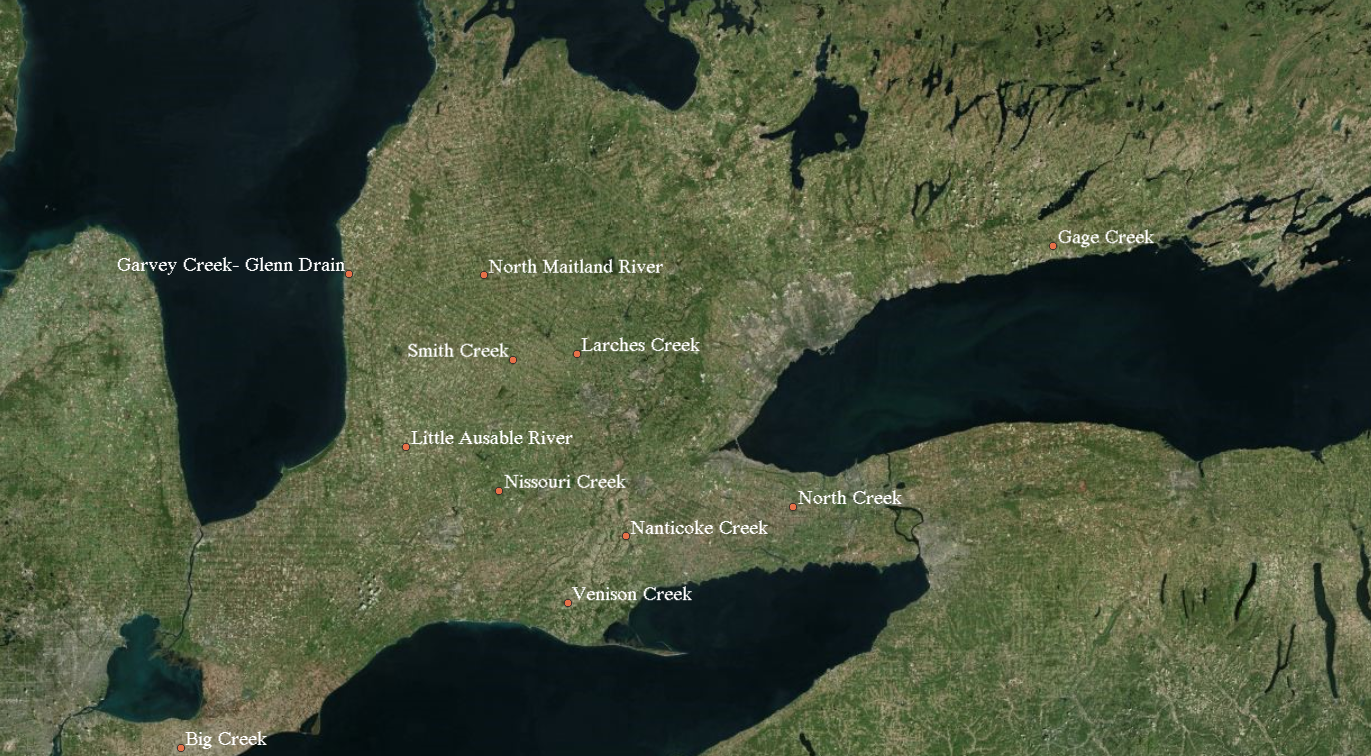 Gage Creek
Garvey Creek- Glenn Drain
North Maitland River
Smith Creek
Larches Creek
Little Ausable River
Nissouri Creek
North Creek
Nanticoke Creek
Venison Creek
Big Creek